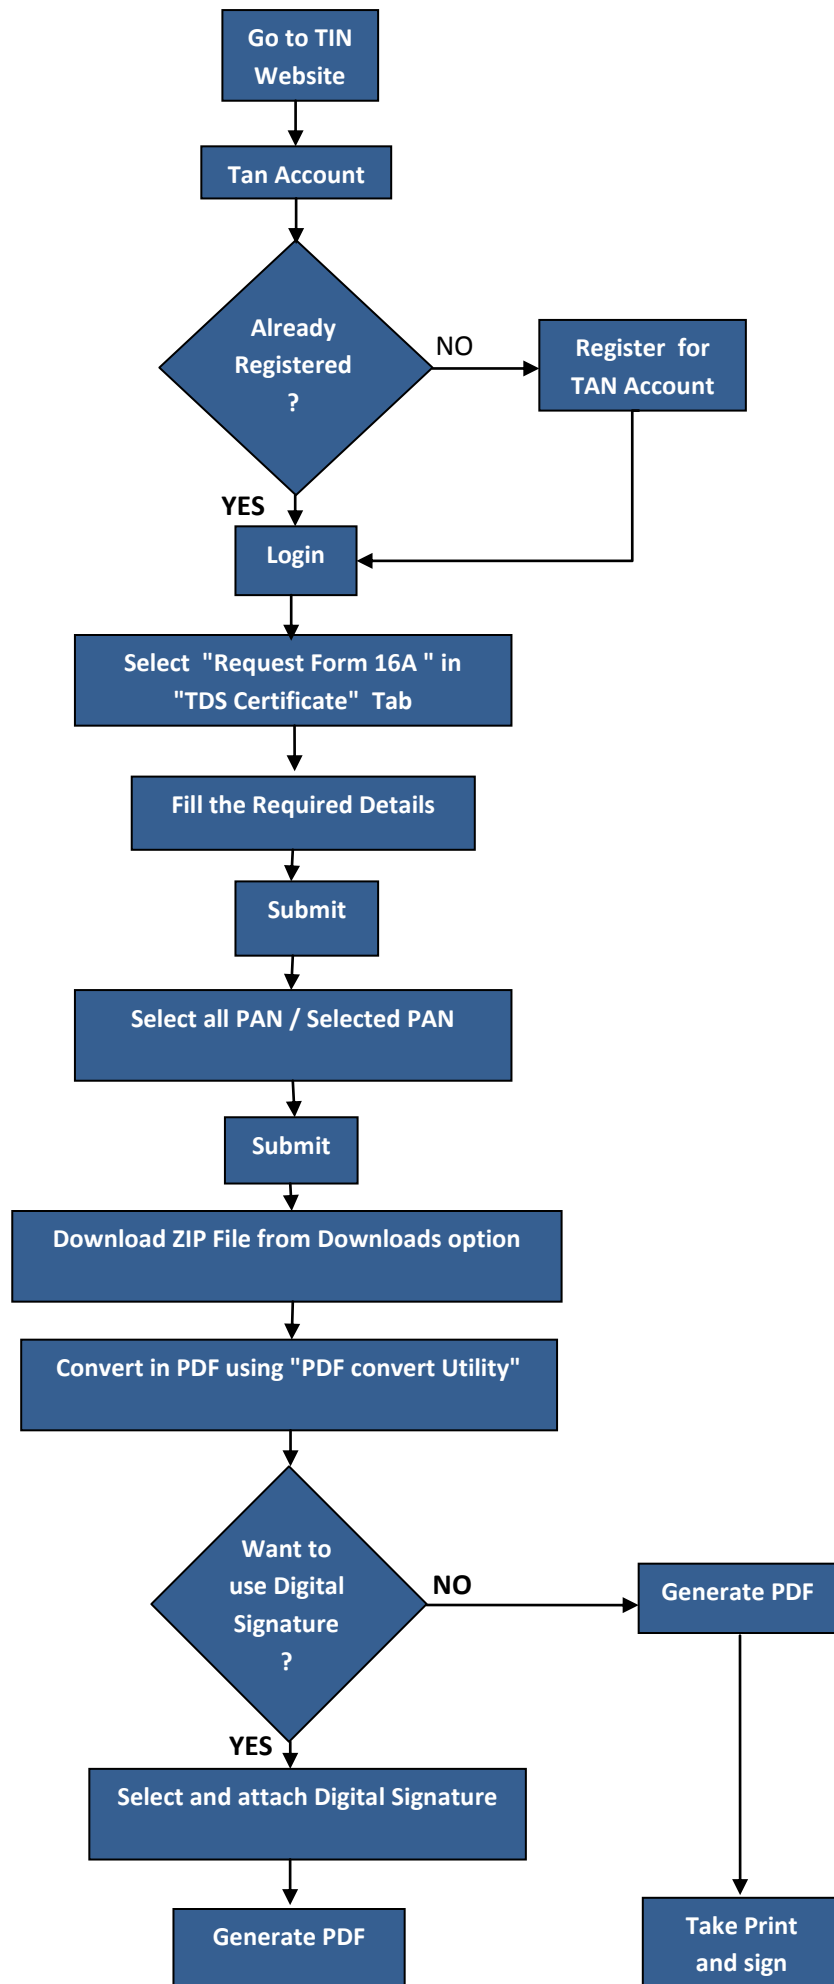 Go to TIN
Website
Tan Account
Already
Registered
?
NO
Register  for
TAN Account
YES
Login
Select  "Request Form 16A " in
"TDS Certificate"  Tab
Fill the Required Details
Submit
Select all PAN / Selected PAN
Submit
Download ZIP File from Downloads option
Convert in PDF using "PDF convert Utility"
Want to
use Digital
Signature
?
NO
Generate PDF
YES
Select and attach Digital Signature
Generate PDF
Take Print
and sign